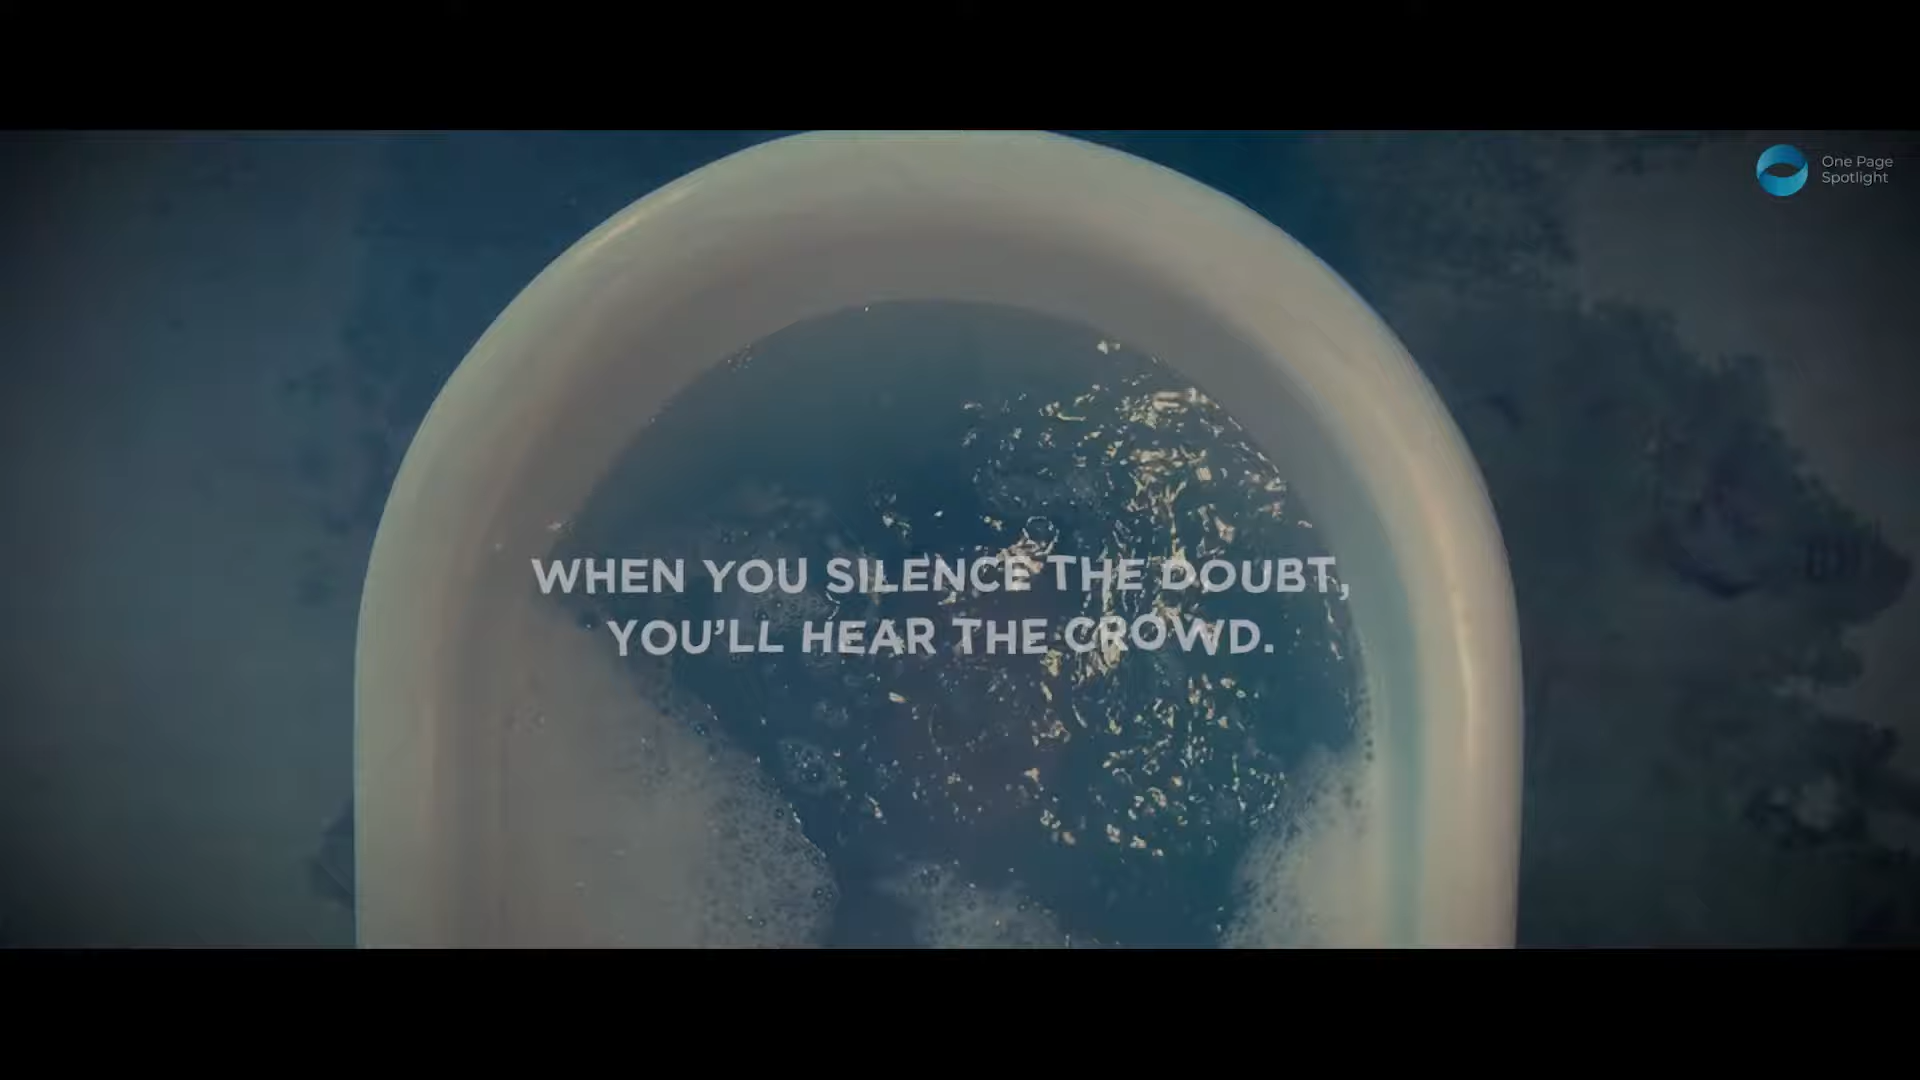 One Page
Spotlight
WHEN YOU SILENCE THE DOUBT,
YOU'LL HEAR THE CROWD.